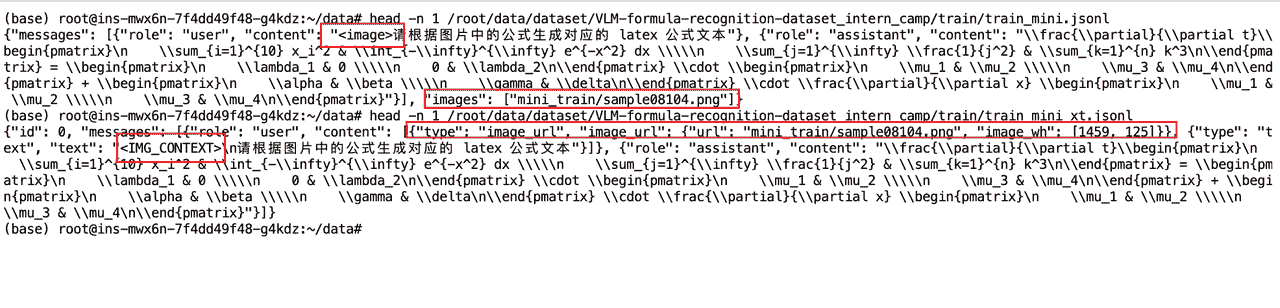 (base) root@ins-mwx6n-7f4dd49f48-g4kdz:~/data# head -n 1 /root/data/dataset/VLM-formula-recognition-dataset_intern_camp/train/train_mini.jsonl
{"messages": [{"role": "user", "content": "<image>请根据图片中的公式生成对应的 latex 公式文本"}, {"role": "assistant", "content": "\\frac{\\partial}{\\partial t}\\
begin{pmatrix}\n    \\sum_{i=1}^{10} x_i^2 & \\int_{-\\infty}^{\\infty} e^{-x^2} dx \\\\\n    \\sum_{j=1}^{\\infty} \\frac{1}{j^2} & \\sum_{k=1}^{n} k^3\n\\end{pma
trix} = \\begin{pmatrix}\n    \\lambda_1 & 0 \\\\\n    0 & \\lambda_2\n\\end{pmatrix} \\cdot \\begin{pmatrix}\n    \\mu_1 & \\mu_2 \\\\\n    \\mu_3 & \\mu_4\n\\end
{pmatrix} + \\begin{pmatrix}\n    \\alpha & \\beta \\\\\n    \\gamma & \\delta\n\\end{pmatrix} \\cdot \\frac{\\partial}{\\partial x} \\begin{pmatrix}\n    \\mu_1 &
\\mu_2 \\\\\n    \\mu_3 & \\mu_4\n\\end{pmatrix}"}], "images": ["mini_train/sample08104.png"]}
(base) root@ins-mwx6n-7f4dd49f48-g4kdz:~/data# head -n 1 /root/data/dataset/VLM-formula-recognition-dataset_intern_camp/train/train_mini_xt.jsonl
{"id": 0, "messages": [{"role": "user", "content": [{"type": "image_url", "image_url": {"url": "mini_train/sample08104.png", "image_wh": [1459, 125]}}, {"type": "t
ext", "text": "<IMG_CONTEXT>\n请根据图片中的公式生成对应的 latex 公式文本"}]}, {"role": "assistant", "content": "\\frac{\\partial}{\\partial t}\\begin{pmatrix}\n
\\sum_{i=1}^{10} x_i^2 & \\int_{-\\infty}^{\\infty} e^{-x^2} dx \\\\\n    \\sum_{j=1}^{\\infty} \\frac{1}{j^2} & \\sum_{k=1}^{n} k^3\n\\end{pmatrix} = \\begin{pm
atrix}\n    \\lambda_1 & 0 \\\\\n    0 & \\lambda_2\n\\end{pmatrix} \\cdot \\begin{pmatrix}\n    \\mu_1 & \\mu_2 \\\\\n    \\mu_3 & \\mu_4\n\\end{pmatrix} + \\begi
n{pmatrix}\n    \\alpha & \\beta \\\\\n    \\gamma & \\delta\n\\end{pmatrix} \\cdot \\frac{\\partial}{\\partial x} \\begin{pmatrix}\n    \\mu_1 & \\mu_2 \\\\\n
\\mu_3 & \\mu_4\n\\end{pmatrix}"}]}
(base) root@ins-mwx6n-7f4dd49f48-g4kdz:~/data#